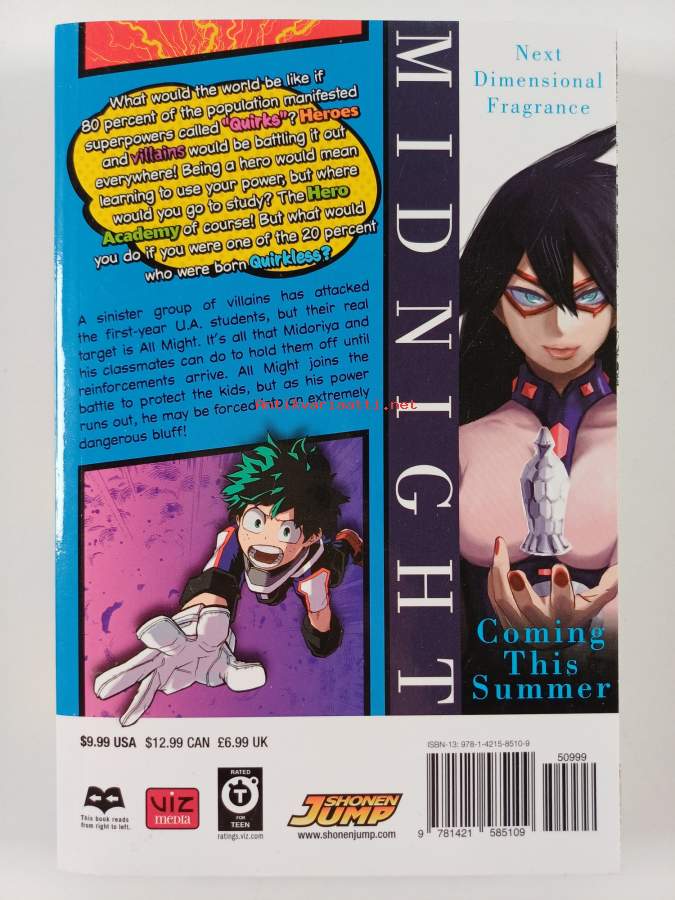 What would the world be like if
80 percent of the population manifested
superpowers called "Quirks"? Heroes
and villains would be battling it out
everywhere! Being a hero would mean
learning to use your power, but where
would you go to study? The Hero
Academy of course! But what would
you do if you were one of the 20 percent
who were born Quirkless?
A sinister group of villains has attacked
the first-year U.A. students, but their real
target is All Might. It's all that Midoriya and
his classmates can do to hold them off until
reinforcements arrive. All Might joins the
battle to protect the kids, but as his power
runs out, he may be forced into an extremely
dangerous bluff!
Antikvariaatti.net
MIDNIGHT
Next
Dimensional
Fragrance
Coming
This
Summer
$9.99 USA $12.99 CAN £6.99 UK
This book reads
from right to left.
VIZ
media
RATED
T
FOR
TEEN
ratings.viz.com
SHONEN
JUMP
www.shonenjump.com
ISBN-13: 978-1-4215-8510-9
50999
9 781421 585109